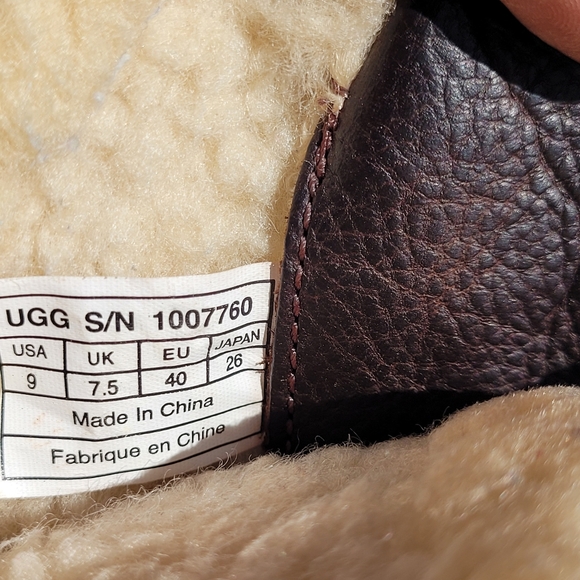 UGG S/N 1007760
USA UK EU JAPAN
9 7.5 40 26
Made In China
Fabrique en Chine